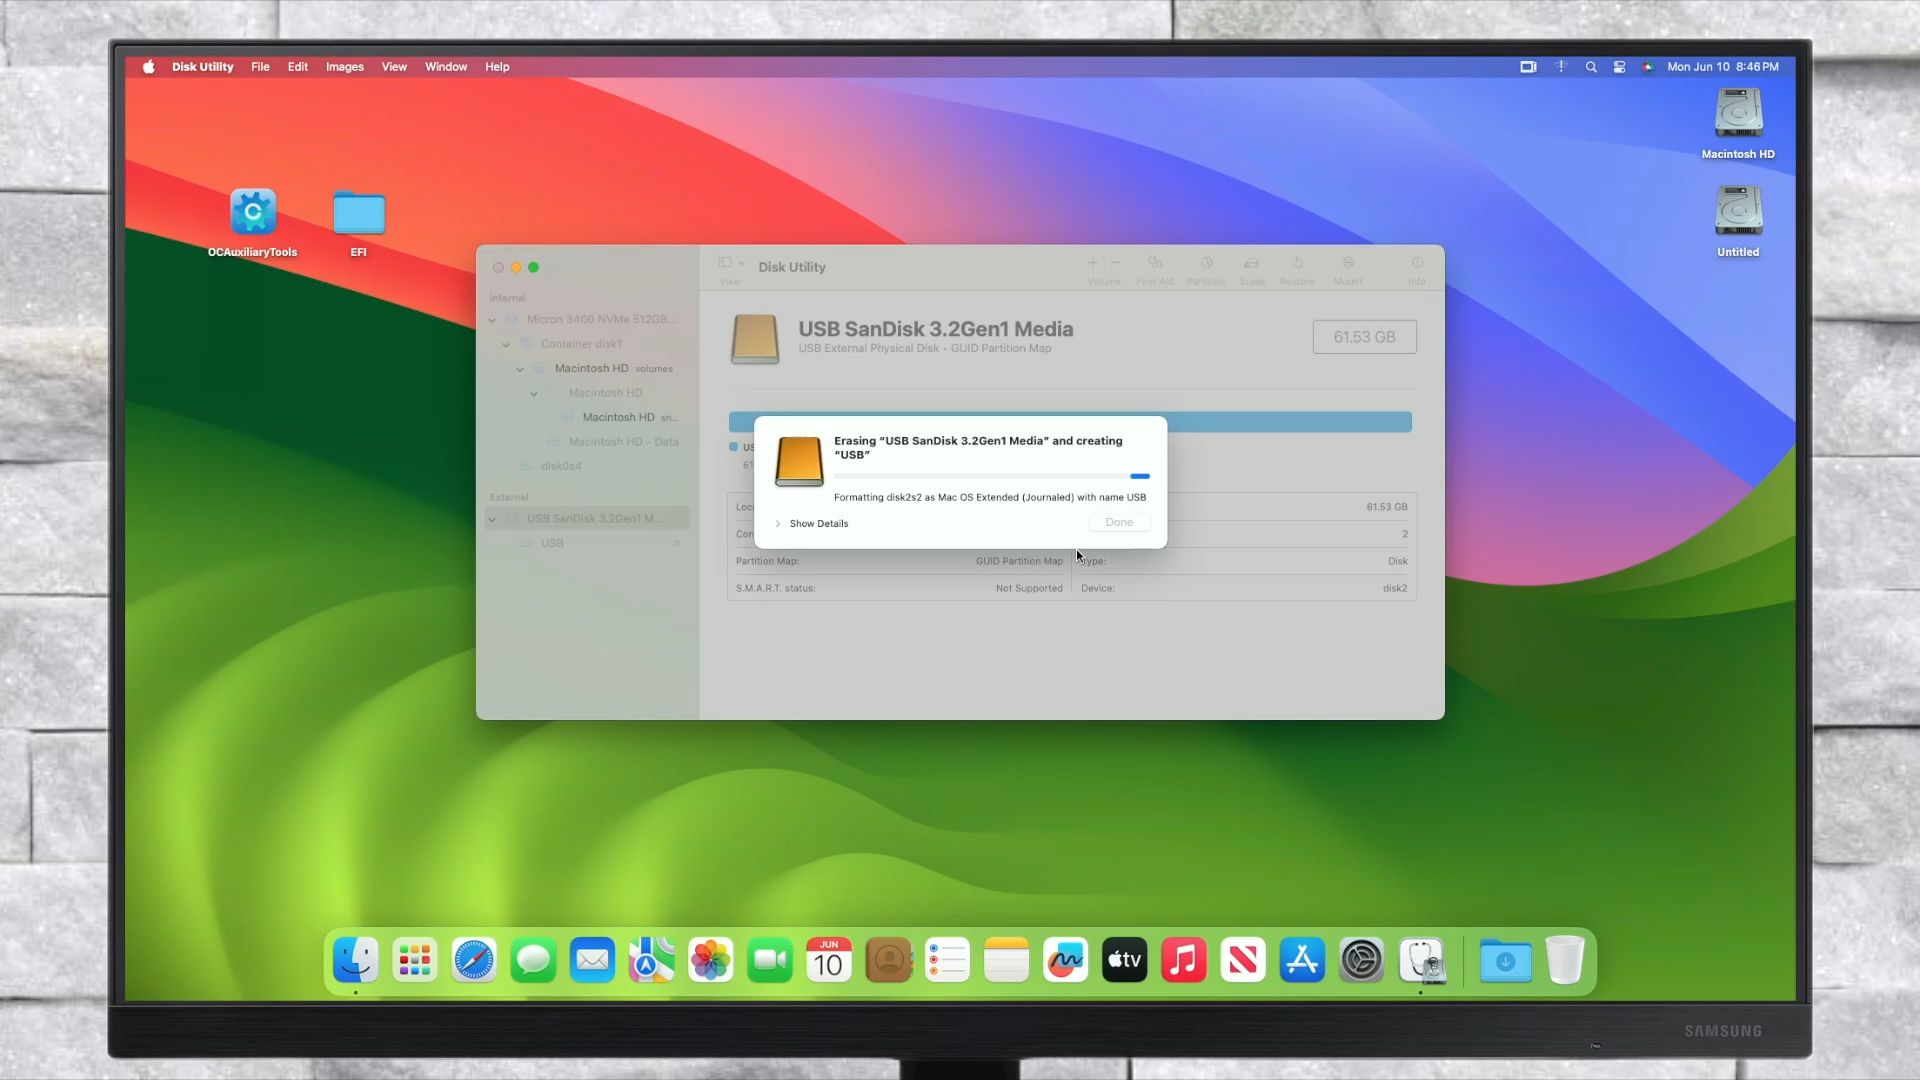 Disk Utility File Edit Images View Window Help
Mon Jun 10 8:46 PM
Macintosh HD
Untitled
OCAuxiliaryTools
EFI
Disk Utility
View
Volume First Aid Partition Erase Restore Mount Info
Internal
Micron 3400 NVMe 512GB...
Container disk1
Macintosh HD volumes
Macintosh HD
Macintosh HD sn...
Macintosh HD - Data
disk0s4
External
USB SanDisk 3.2Gen1 M...
USB
USB SanDisk 3.2Gen1 Media
USB External Physical Disk • GUID Partition Map
61.53 GB
Erasing “USB SanDisk 3.2Gen1 Media” and creating
“USB”
Formatting disk2s2 as Mac OS Extended (Journaled) with name USB
Show Details
Done
61.53 GB
2
Partition Map: GUID Partition Map
Type: Disk
S.M.A.R.T. status: Not Supported
Device: disk2
JUN
10
tv
SAMSUNG